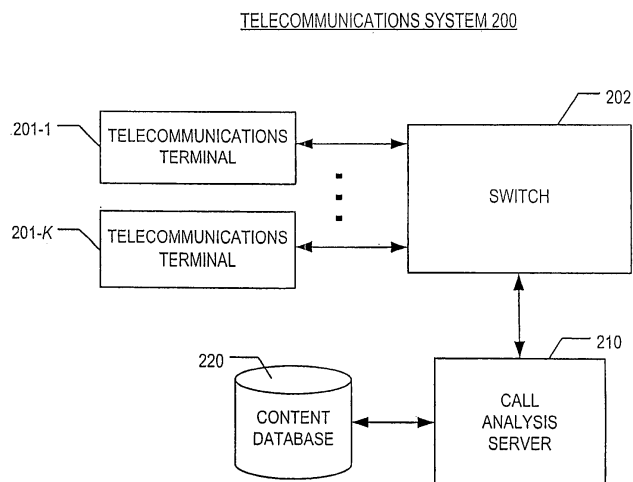 TELECOMMUNICATIONS SYSTEM 200
202
201-1
TELECOMMUNICATIONS
TERMINAL
SWITCH
201-K
TELECOMMUNICATIONS
TERMINAL
210
220
CONTENT
DATABASE
CALL
ANALYSIS
SERVER